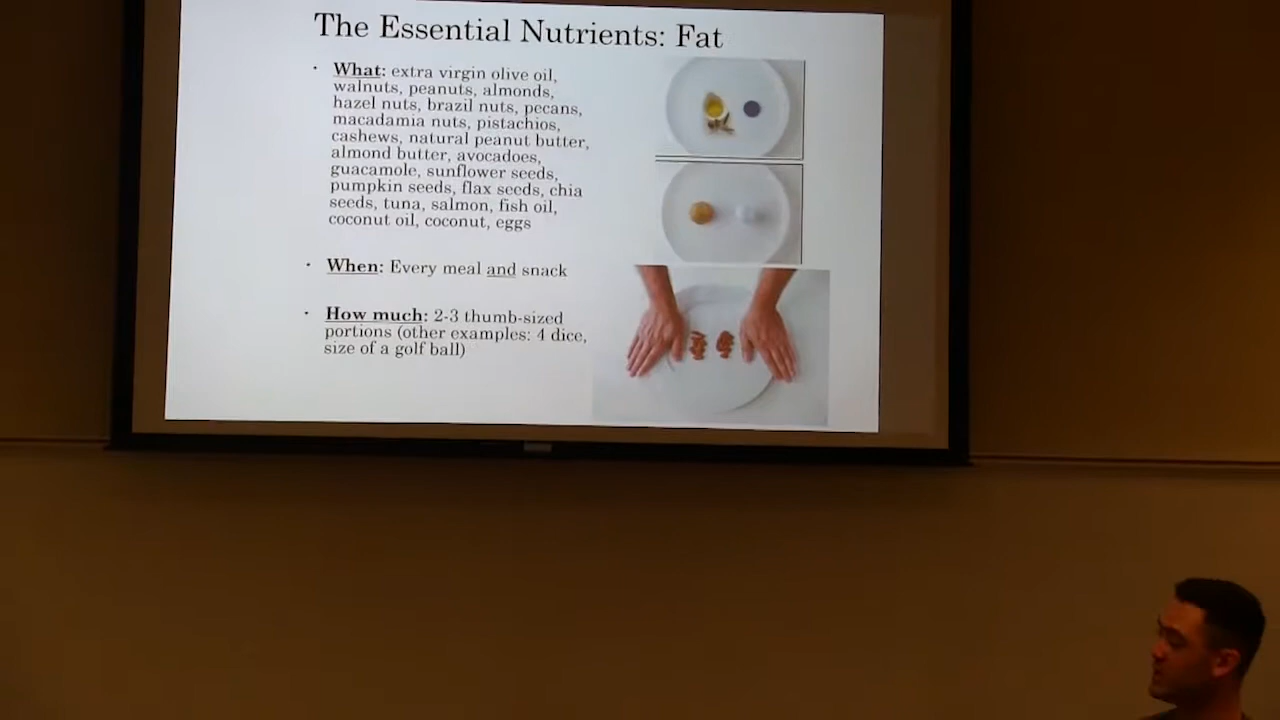 The Essential Nutrients: Fat
• What: extra virgin olive oil,
walnuts, peanuts, almonds,
hazel nuts, brazil nuts, pecans,
macadamia nuts, pistachios,
cashews, natural peanut butter,
almond butter, avocadoes,
guacamole, sunflower seeds,
pumpkin seeds, flax seeds, chia
seeds, tuna, salmon, fish oil,
coconut oil, coconut, eggs
• When: Every meal and snack
• How much: 2-3 thumb-sized
portions (other examples: 4 dice,
size of a golf ball)